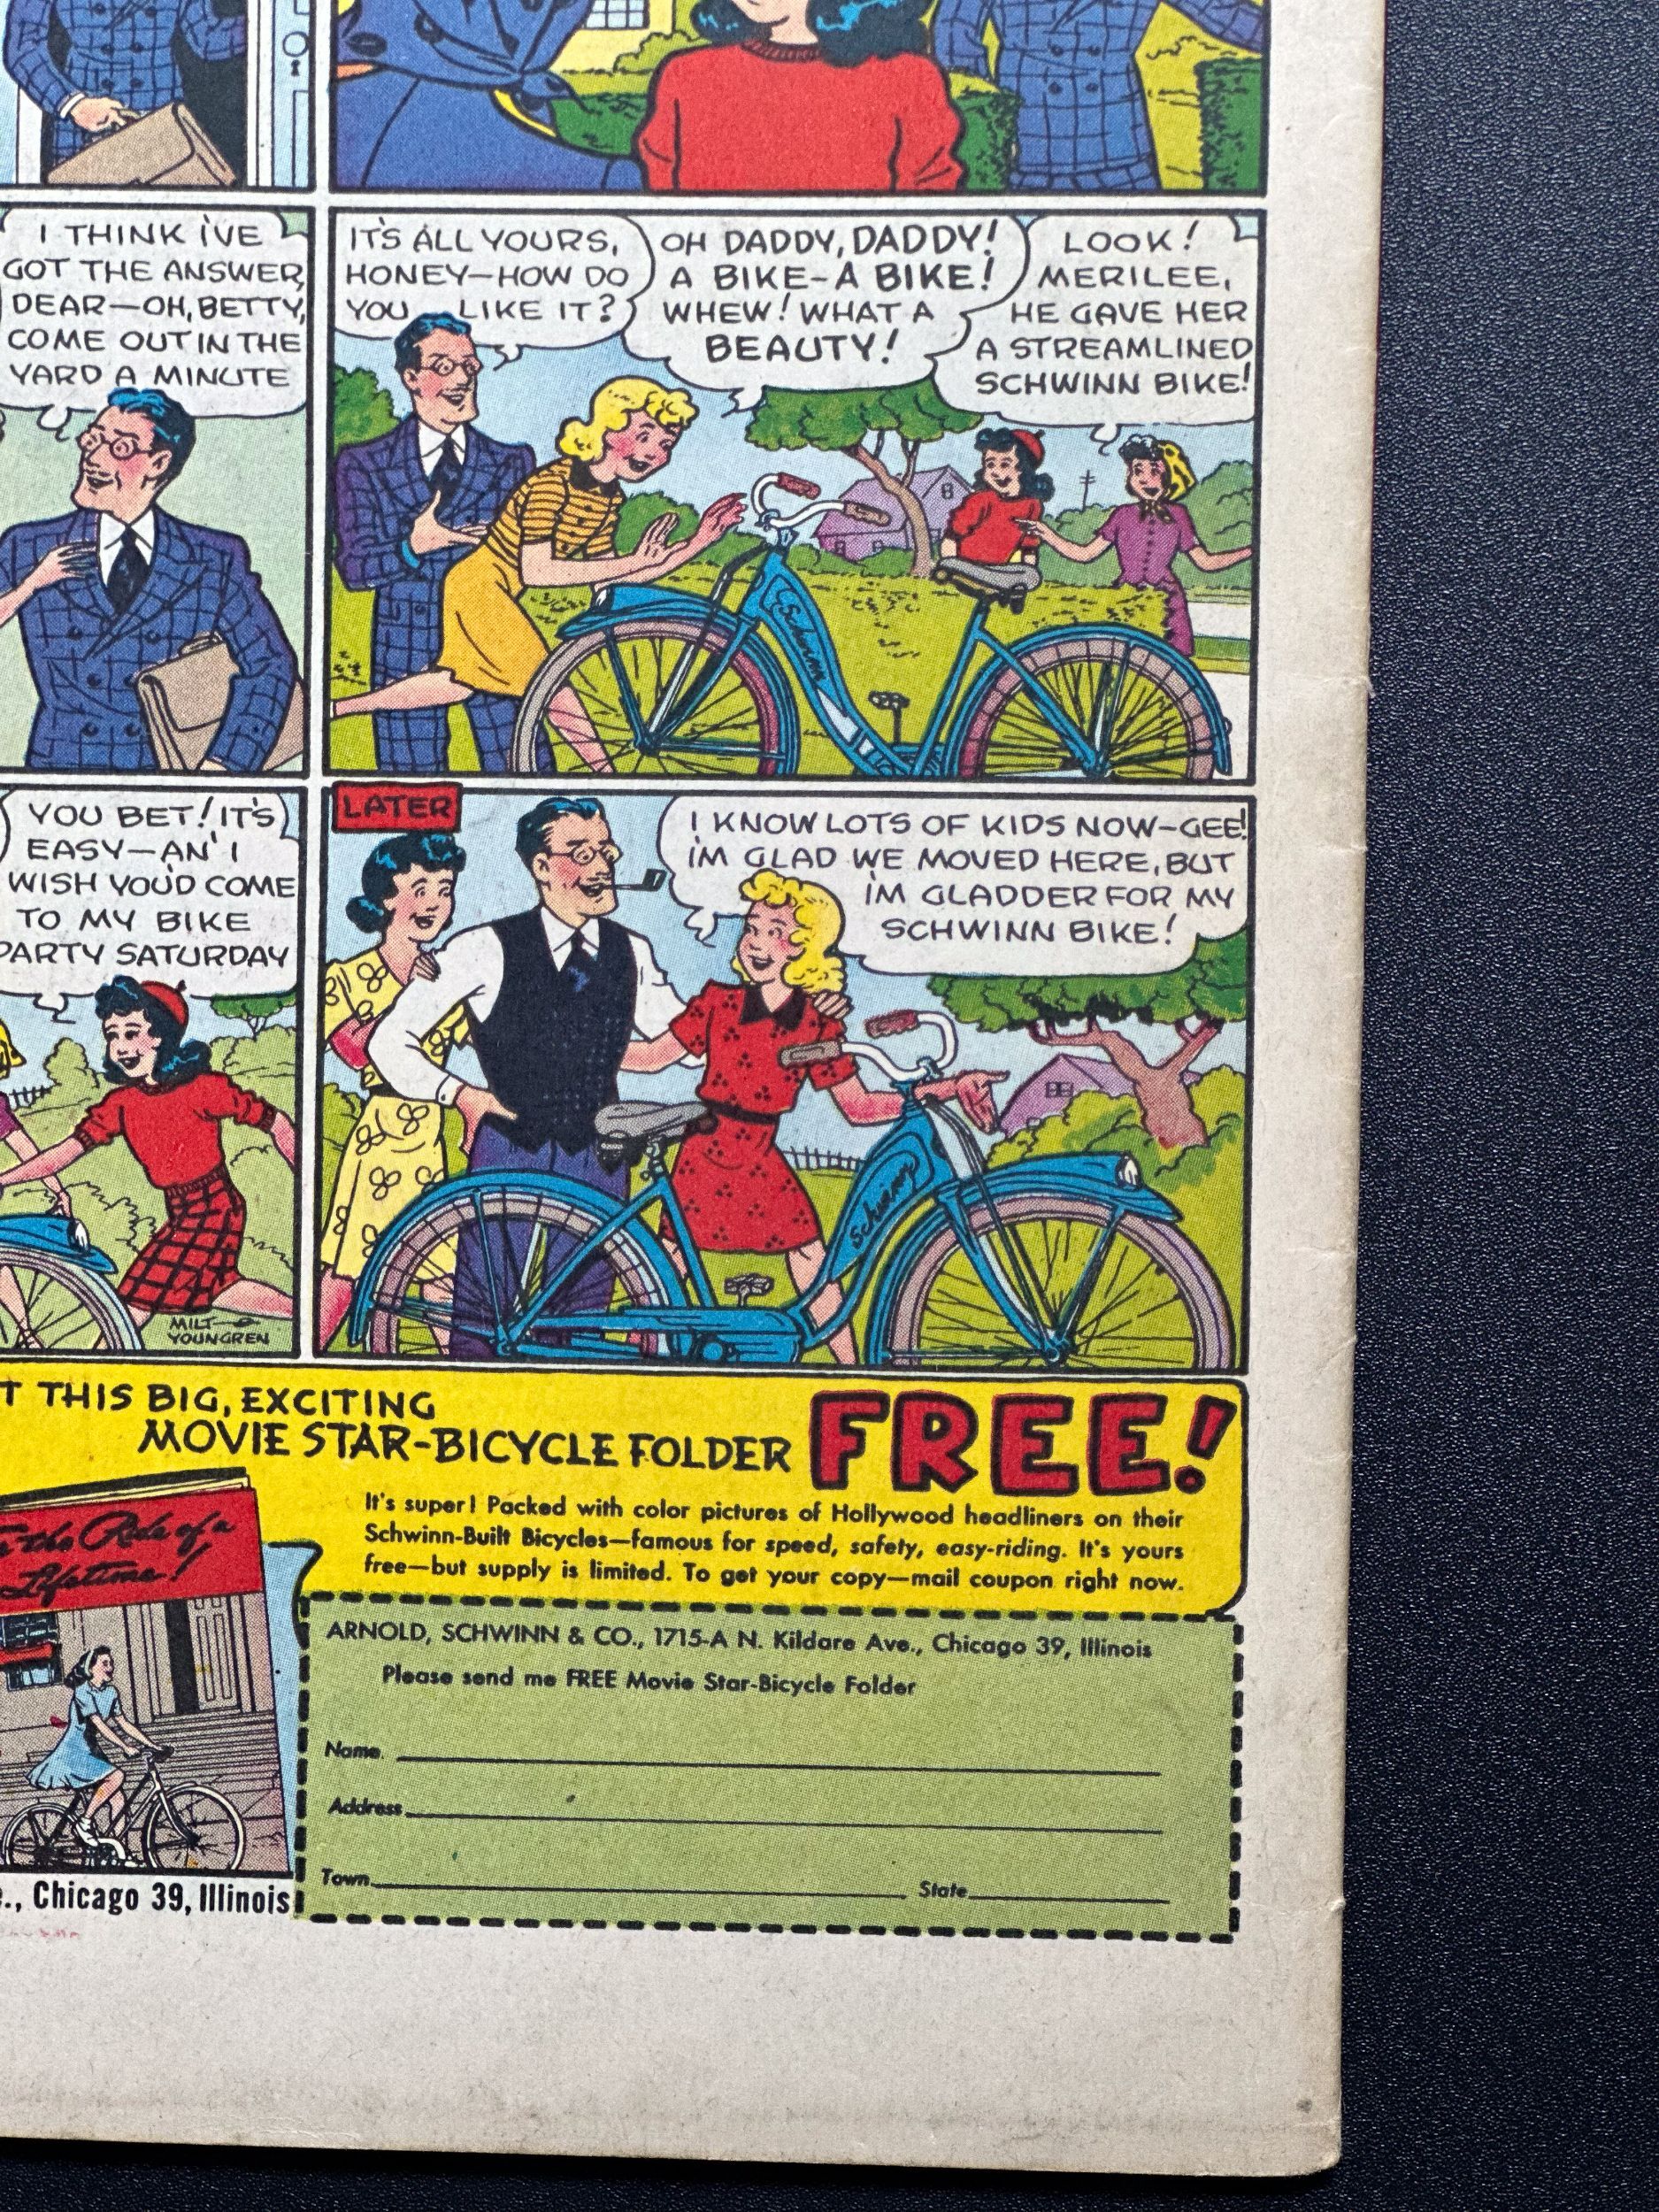 I THINK I'VE
GOT THE ANSWER,
DEAR—OH, BETTY,
COME OUT IN THE
YARD A MINUTE
IT'S ALL YOURS,
HONEY—HOW DO
YOU LIKE IT?
OH DADDY, DADDY!
A BIKE-A BIKE!
WHEW! WHAT A
BEAUTY!
LOOK!
MERILEE,
HE GAVE HER
A STREAMLINED
SCHWINN BIKE!
Schwinn
YOU BET! IT'S
EASY—AN' I
WISH YOU'D COME
TO MY BIKE
PARTY SATURDAY
MILT
YOUNGREN
LATER
I KNOW LOTS OF KIDS NOW-GEE!
I'M GLAD WE MOVED HERE, BUT
I'M GLADDER FOR MY
SCHWINN BIKE!
Schwinn
THIS BIG, EXCITING
MOVIE STAR-BICYCLE FOLDER FREE!
It's super! Packed with color pictures of Hollywood headliners on their
Schwinn-Built Bicycles—famous for speed, safety, easy-riding. It's yours
free—but supply is limited. To get your copy—mail coupon right now.
the Ride of a
Lifetime!
ARNOLD, SCHWINN & CO., 1715-A N. Kildare Ave., Chicago 39, Illinois
Please send me FREE Movie Star-Bicycle Folder
Name
Address
Town State
Chicago 39, Illinois